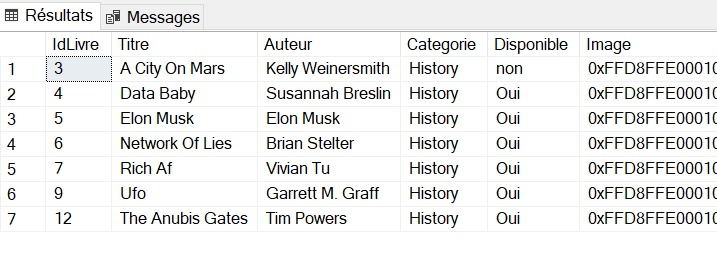 Résultats Messages
IdLivre Titre Auteur Categorie Disponible Image
1 3 A City On Mars Kelly Weinersmith History non 0xFFD8FFE00010
2 4 Data Baby Susannah Breslin History Oui 0xFFD8FFE00010
3 5 Elon Musk Elon Musk History Oui 0xFFD8FFE00010
4 6 Network Of Lies Brian Stelter History Oui 0xFFD8FFE00010
5 7 Rich Af Vivian Tu History Oui 0xFFD8FFE00010
6 9 Ufo Garrett M. Graff History Oui 0xFFD8FFE00010
7 12 The Anubis Gates Tim Powers History Oui 0xFFD8FFE00010